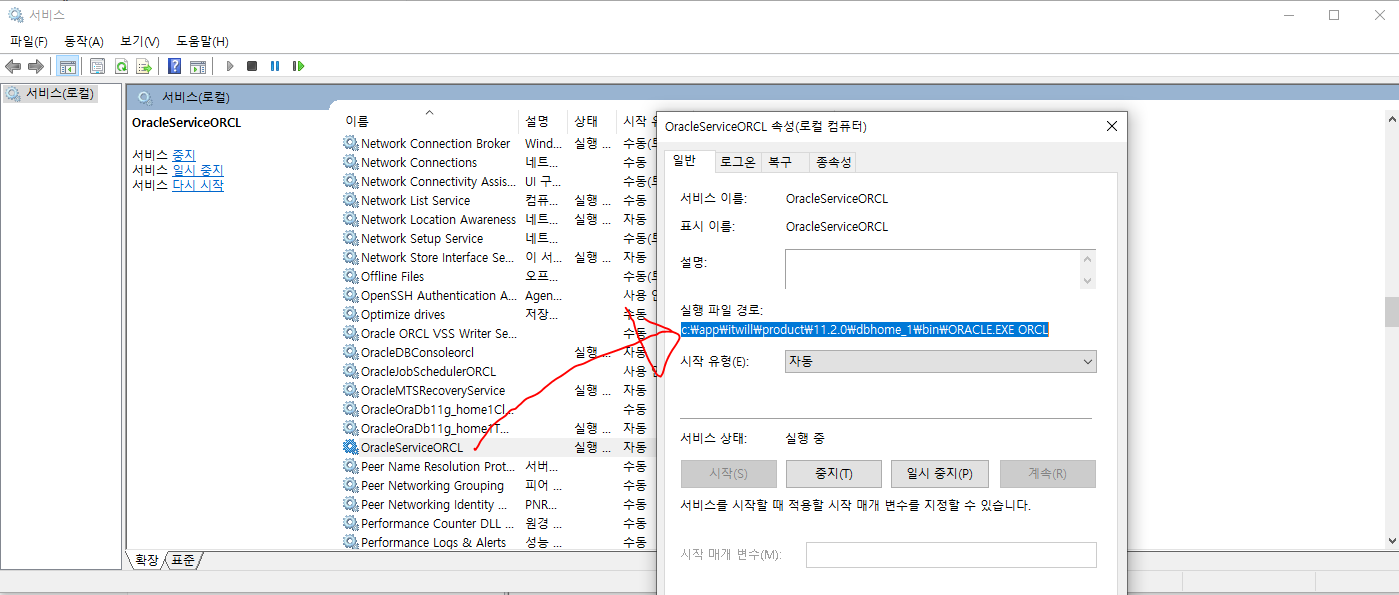 서비스
파일(F) 동작(A) 보기(V) 도움말(H)
서비스(로컬)
서비스(로컬)
OracleServiceORCL
서비스 중지
서비스 일시 중지
서비스 다시 시작
이름 설명 상태 시작 유
Network Connection Broker Wind... 실행 ... 수동(트
Network Connections 네트... 수동
Network Connectivity Assis... UI 구... 수동(트
Network List Service 컴퓨... 실행 ... 수동
Network Location Awareness 네트... 실행 ... 자동
Network Setup Service 네트... 수동(트
Network Store Interface Se... 이 서... 실행 ... 자동
Offline Files 오프... 수동(트
OpenSSH Authentication A... Agen... 사용 안
Optimize drives 저장... 수동
Oracle ORCL VSS Writer Se... 수동
OracleDBConsoleorcl 실행 ... 자동
OracleJobSchedulerORCL 사용 안
OracleMTSRecoveryService 실행 ... 자동
OracleOraDb11g_home1Cl... 수동
OracleOraDb11g_home1T... 실행 ... 자동
OracleServiceORCL 실행 ... 자동
Peer Name Resolution Prot... 서버... 수동
Peer Networking Grouping 피어 ... 수동
Peer Networking Identity ... PNR... 수동
Performance Counter DLL ... 원경 ... 수동
Performance Logs & Alerts 성능 ... 수동
확장 표준
OracleServiceORCL 속성(로컬 컴퓨터)
일반 로그온 복구 종속성
서비스 이름: OracleServiceORCL
표시 이름: OracleServiceORCL
설명:
실행 파일 경로:
c:₩app₩itwill₩product₩11.2.0₩dbhome_1₩bin₩ORACLE.EXE ORCL
시작 유형(E): 자동
서비스 상태: 실행 중
시작(S) 중지(T) 일시 중지(P) 계속(R)
서비스를 시작할 때 적용할 시작 매개 변수를 지정할 수 있습니다.
시작 매개 변수(M):